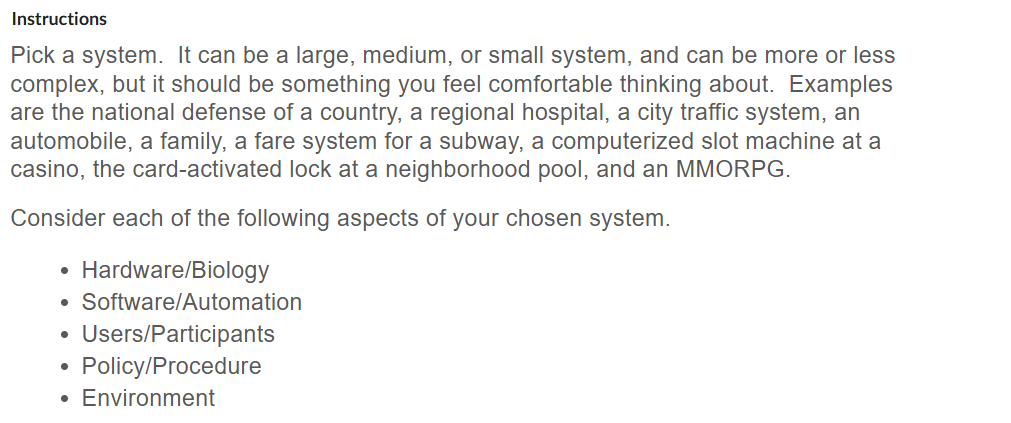 Instructions
Pick a system.  It can be a large, medium, or small system, and can be more or less
complex, but it should be something you feel comfortable thinking about.  Examples
are the national defense of a country, a regional hospital, a city traffic system, an
automobile, a family, a fare system for a subway, a computerized slot machine at a
casino, the card-activated lock at a neighborhood pool, and an MMORPG.
Consider each of the following aspects of your chosen system.
• Hardware/Biology
• Software/Automation
• Users/Participants
• Policy/Procedure
• Environment